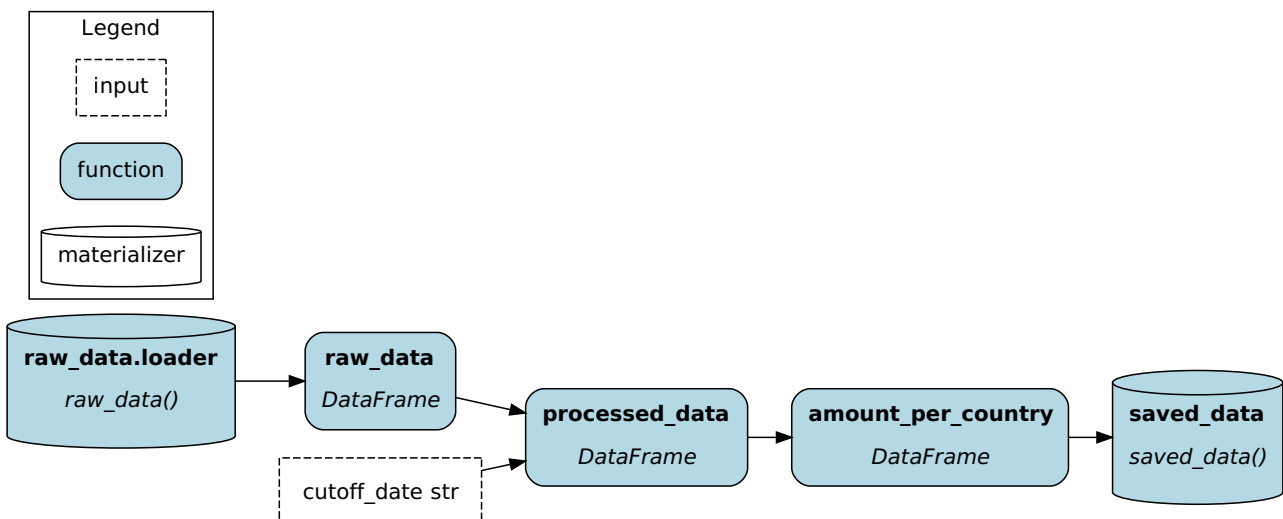 Legend
input
function
materializer
raw_data.loader
raw_data()
raw_data
DataFrame
cutoff_date str
processed_data
DataFrame
amount_per_country
DataFrame
saved_data
saved_data()